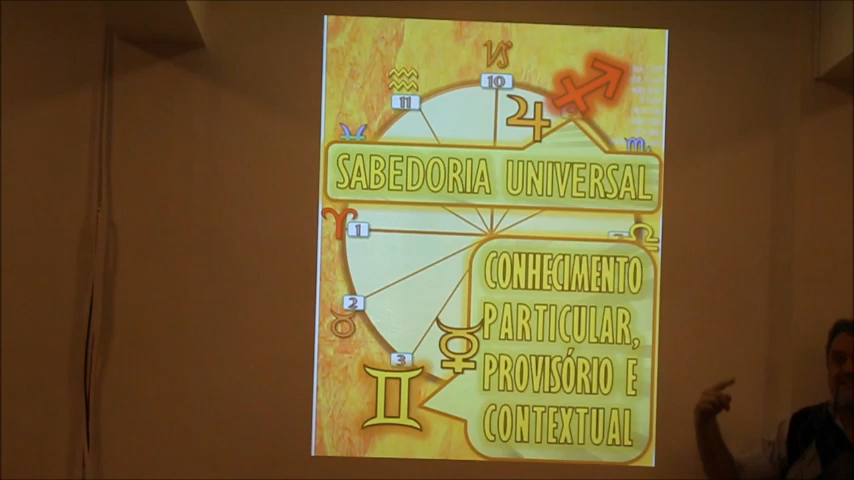 10
11
SABEDORIA UNIVERSAL
1
CONHECIMENTO
2
PARTICULAR,
3
PROVISÓRIO E
CONTEXTUAL